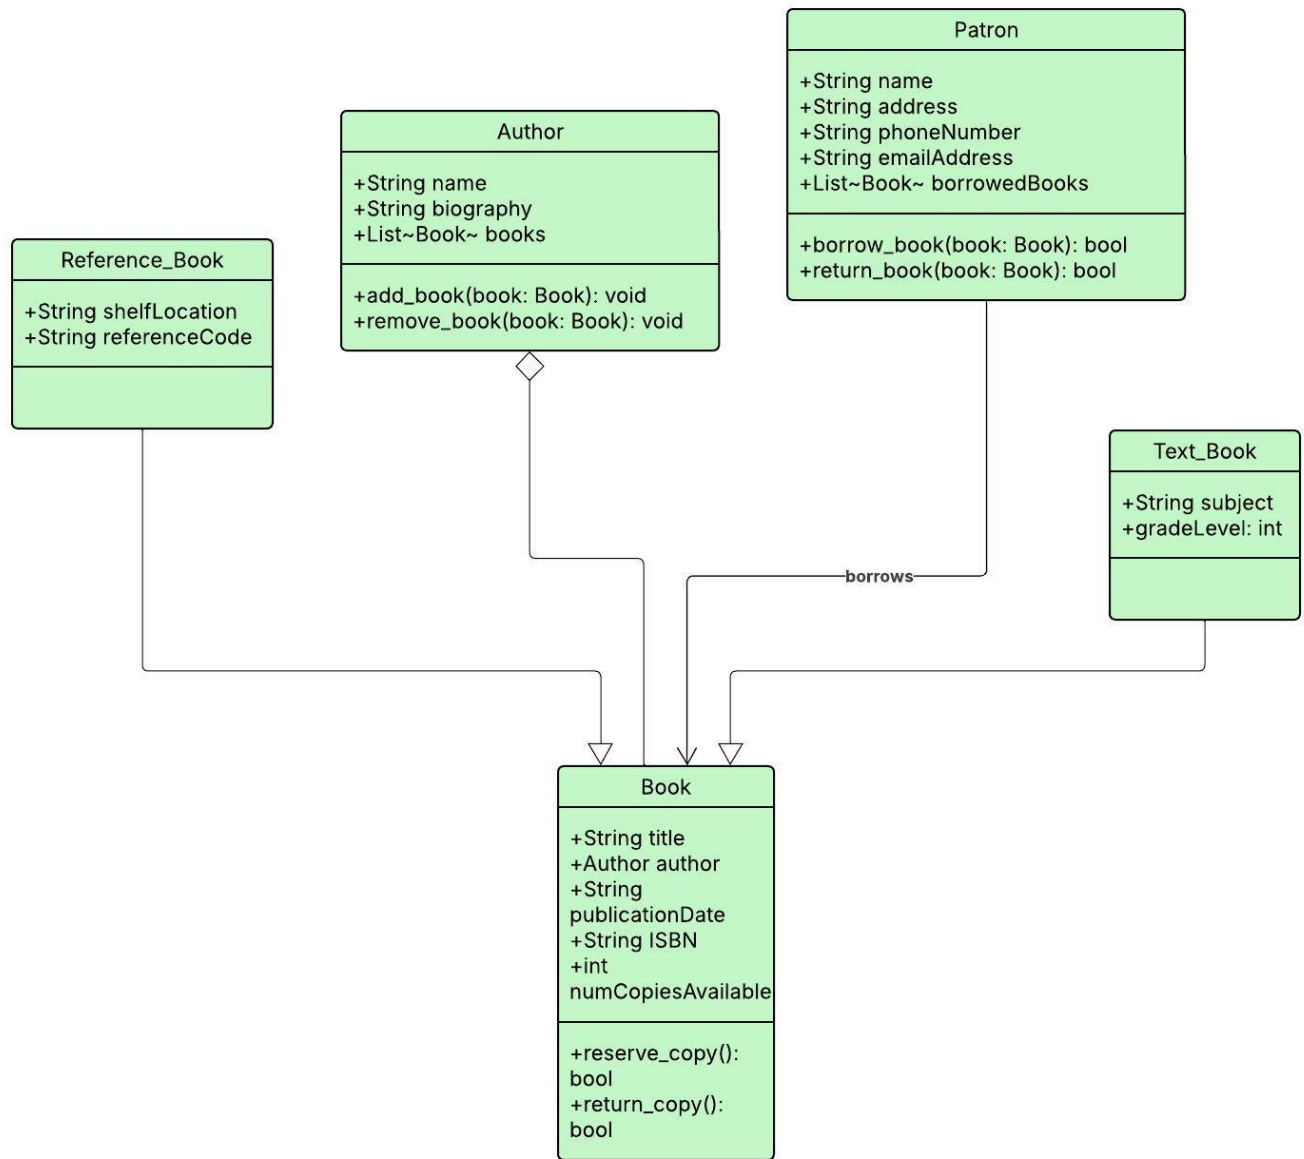 Patron
+String name
+String address
+String phoneNumber
+String emailAddress
+List~Book~ borrowedBooks
+borrow_book(book: Book): bool
+return_book(book: Book): bool
Author
+String name
+String biography
+List~Book~ books
+add_book(book: Book): void
+remove_book(book: Book): void
Reference_Book
+String shelfLocation
+String referenceCode
Text_Book
+String subject
+gradeLevel: int
borrows
Book
+String title
+Author author
+String
publicationDate
+String ISBN
+int
numCopiesAvailable
+reserve_copy():
bool
+return_copy():
bool